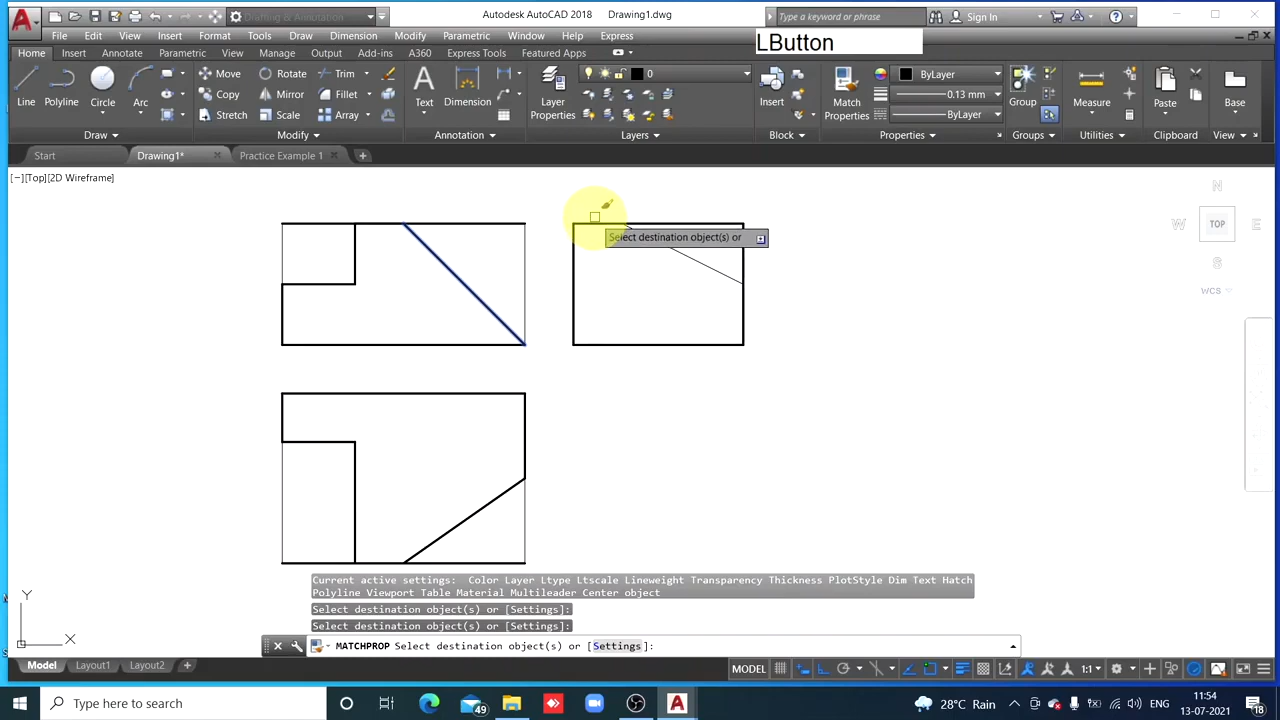 Drafting & Annotation
Autodesk AutoCAD 2018 Drawing1.dwg
Type a keyword or phrase
Sign In
File Edit View Insert Format Tools Draw Dimension Modify Parametric Window Help Express
LButton
Home Insert Annotate Parametric View Manage Output Add-ins A360 Express Tools Featured Apps
Line Polyline Circle Arc
Move Rotate Trim
Copy Mirror Fillet
Stretch Scale Array
Text Dimension
Layer Properties
0
Insert
Match Properties
ByLayer
0.13 mm
ByLayer
Group Measure Paste Base
Draw Modify Annotation Layers Block Properties Groups Utilities Clipboard View
Start Drawing1* Practice Example 1
[−][Top][2D Wireframe]
N
W TOP E
S
WCS
Select destination object(s) or
Current active settings: Color Layer Ltype Ltscale Lineweight Transparency Thickness PlotStyle Dim Text Hatch
Polyline Viewport Table Material Multileader Center object
Select destination object(s) or [Settings]:
Select destination object(s) or [Settings]:
MATCHPROP Select destination object(s) or [Settings]:
Y
X
Model Layout1 Layout2
MODEL 1:1
Type here to search
49
28°C Rain
ENG
11:54
13-07-2021
18